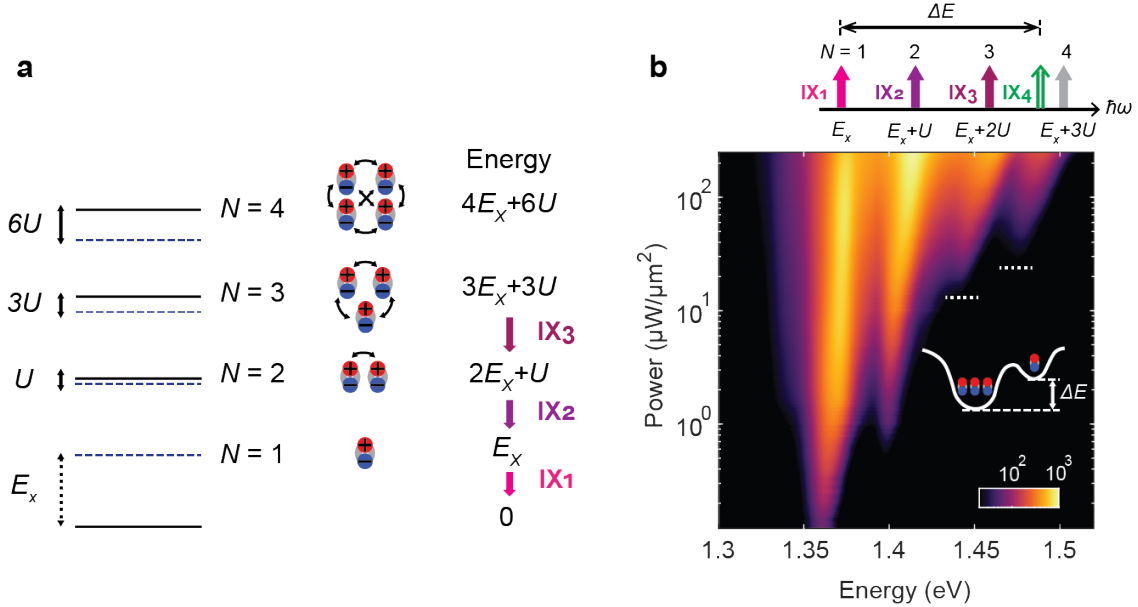 a
Energy
6U
N = 4
4Ex+6U
3U
N = 3
3Ex+3U
IX3
U
N = 2
2Ex+U
IX2
Ex
N = 1
Ex
IX1
0
b
ΔE
N = 1 2 3 4
IX1 IX2 IX3 IX4
ħω
Ex Ex+U Ex+2U Ex+3U
Power (µW/µm²)
10²
10¹
10⁰
ΔE
10² 10³
1.3 1.35 1.4 1.45 1.5
Energy (eV)